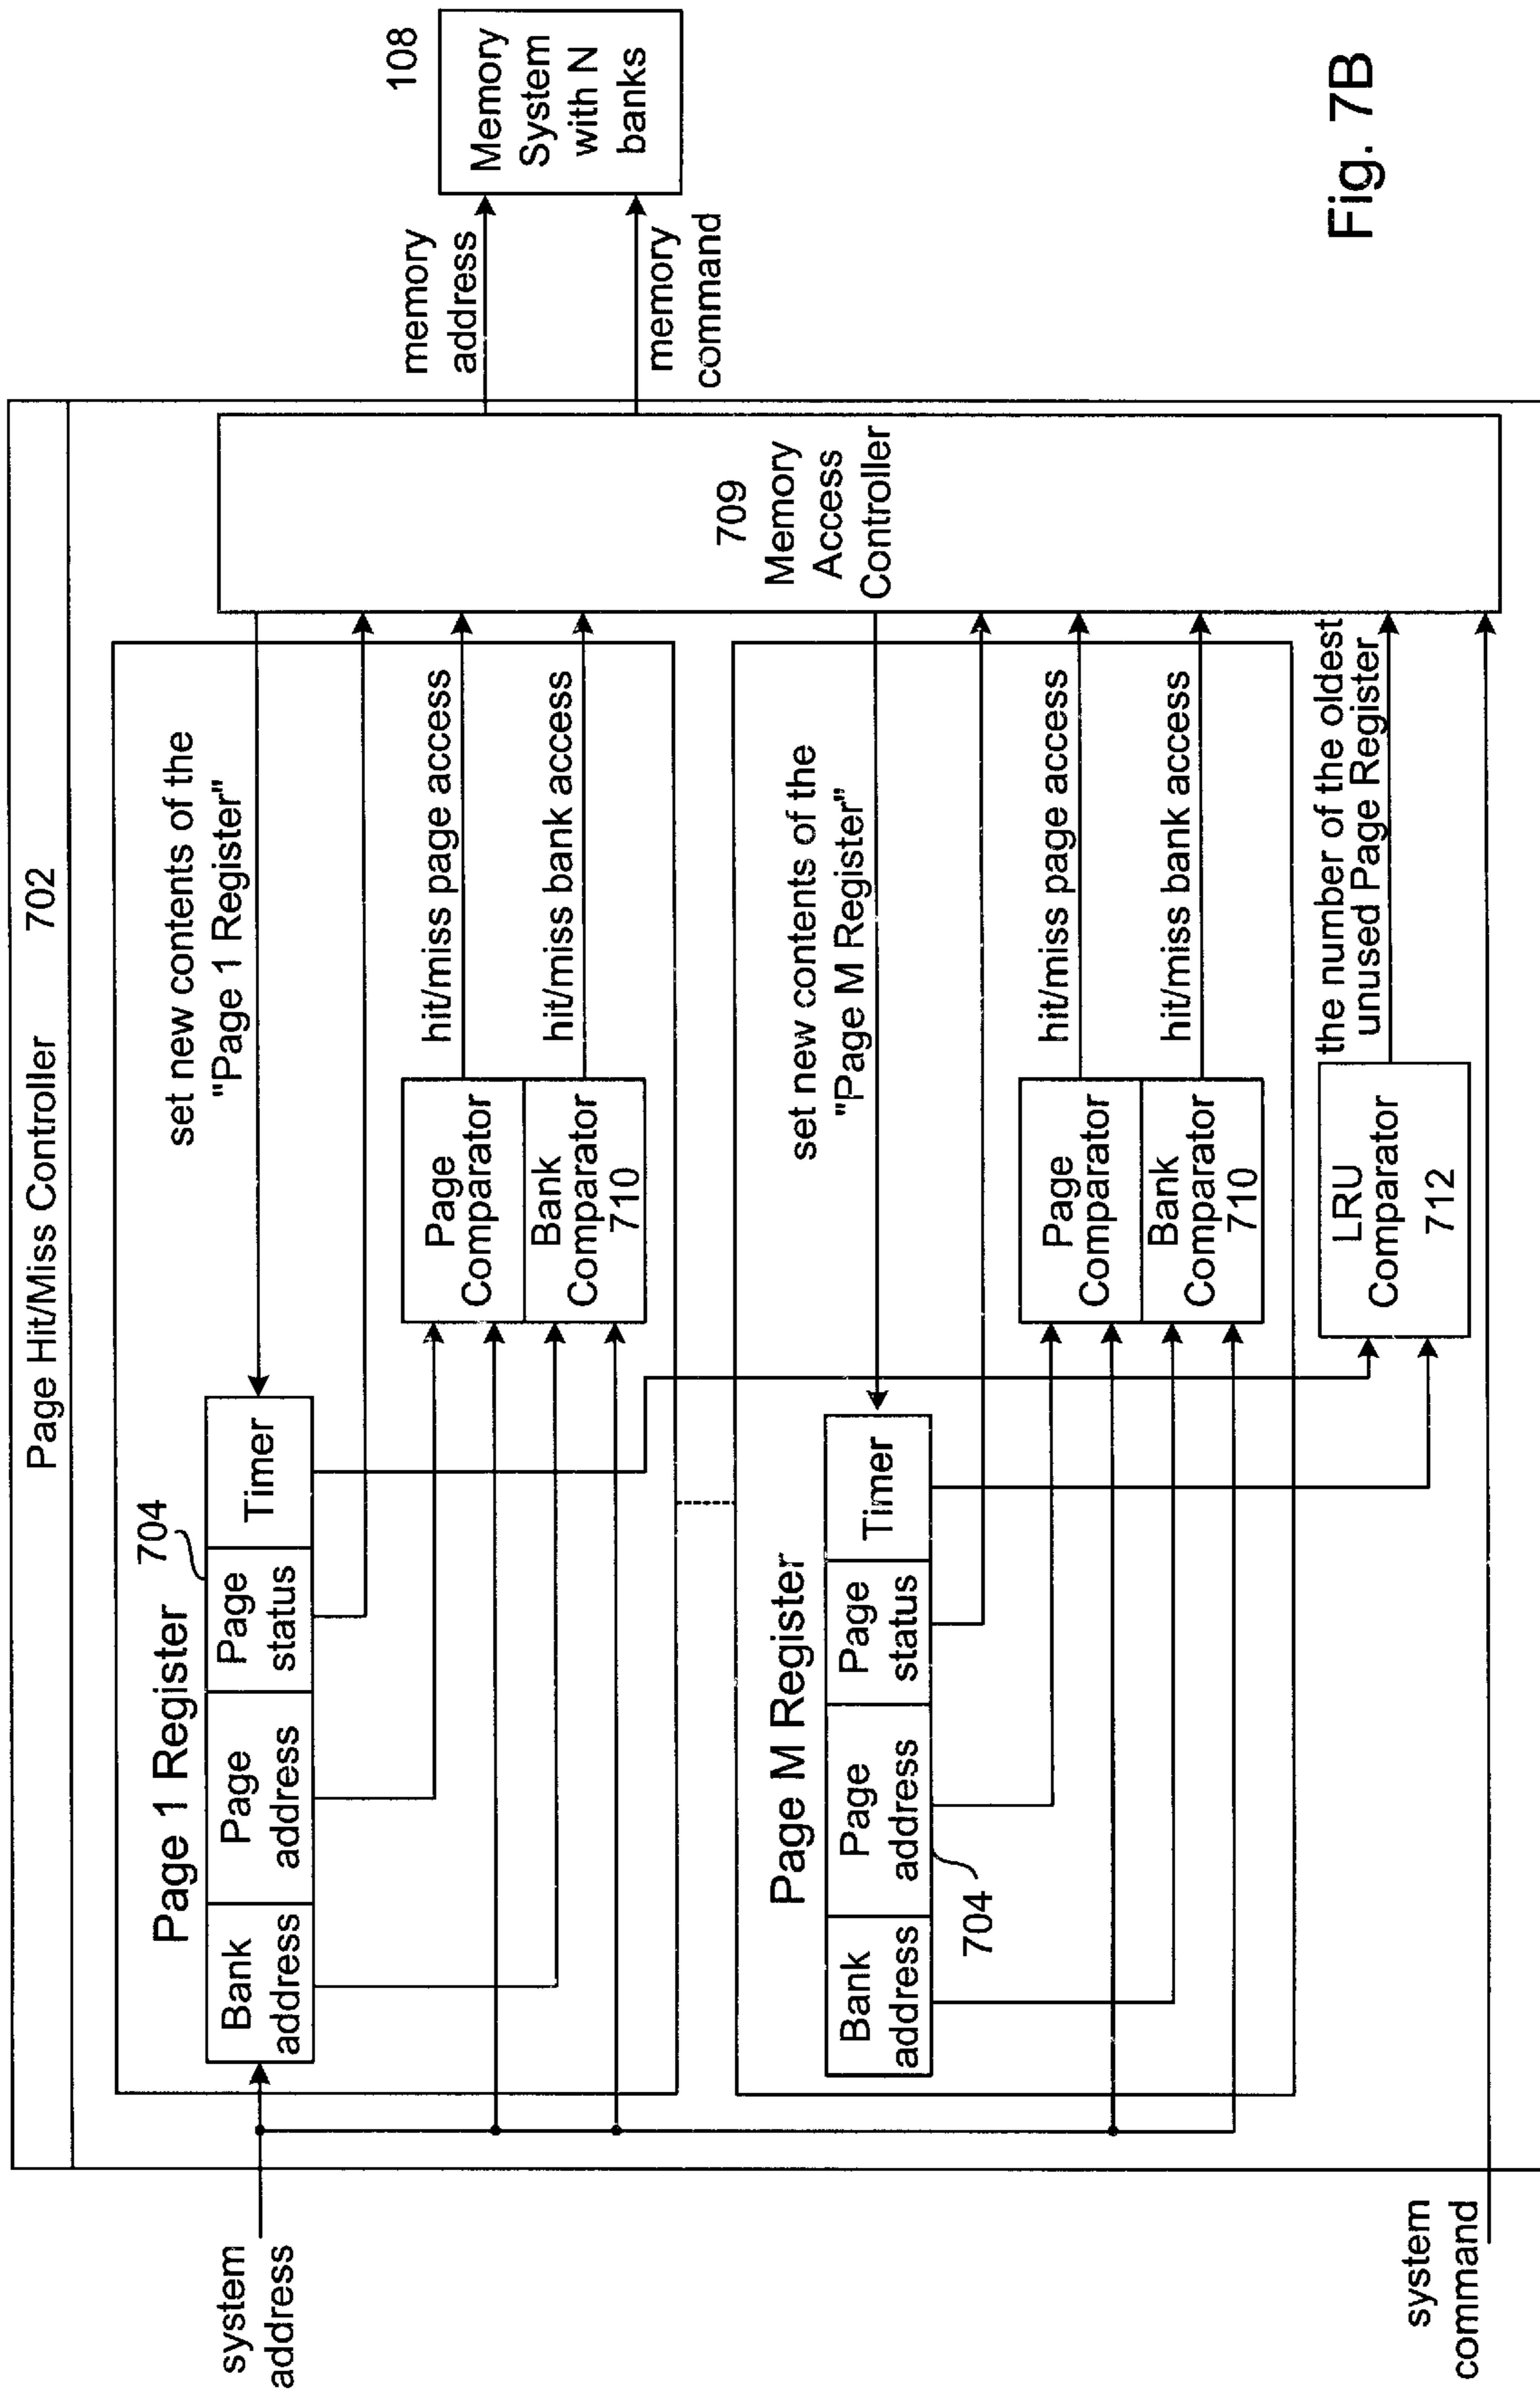 Page Hit/Miss Controller 702
system
address
Page 1 Register
704
Bank
address
Page
address
Page
status
Timer
set new contents of the
"Page 1 Register"
Page
Comparator
Bank
Comparator
710
hit/miss page access
hit/miss bank access
Page M Register
Bank
address
Page
address
Page
status
Timer
704
set new contents of the
"Page M Register"
Page
Comparator
Bank
Comparator
710
hit/miss page access
hit/miss bank access
LRU
Comparator
712
the number of the oldest
unused Page Register
system
command
709
Memory
Access
Controller
memory
address
memory
command
108
Memory
System
with N
banks
Fig. 7B